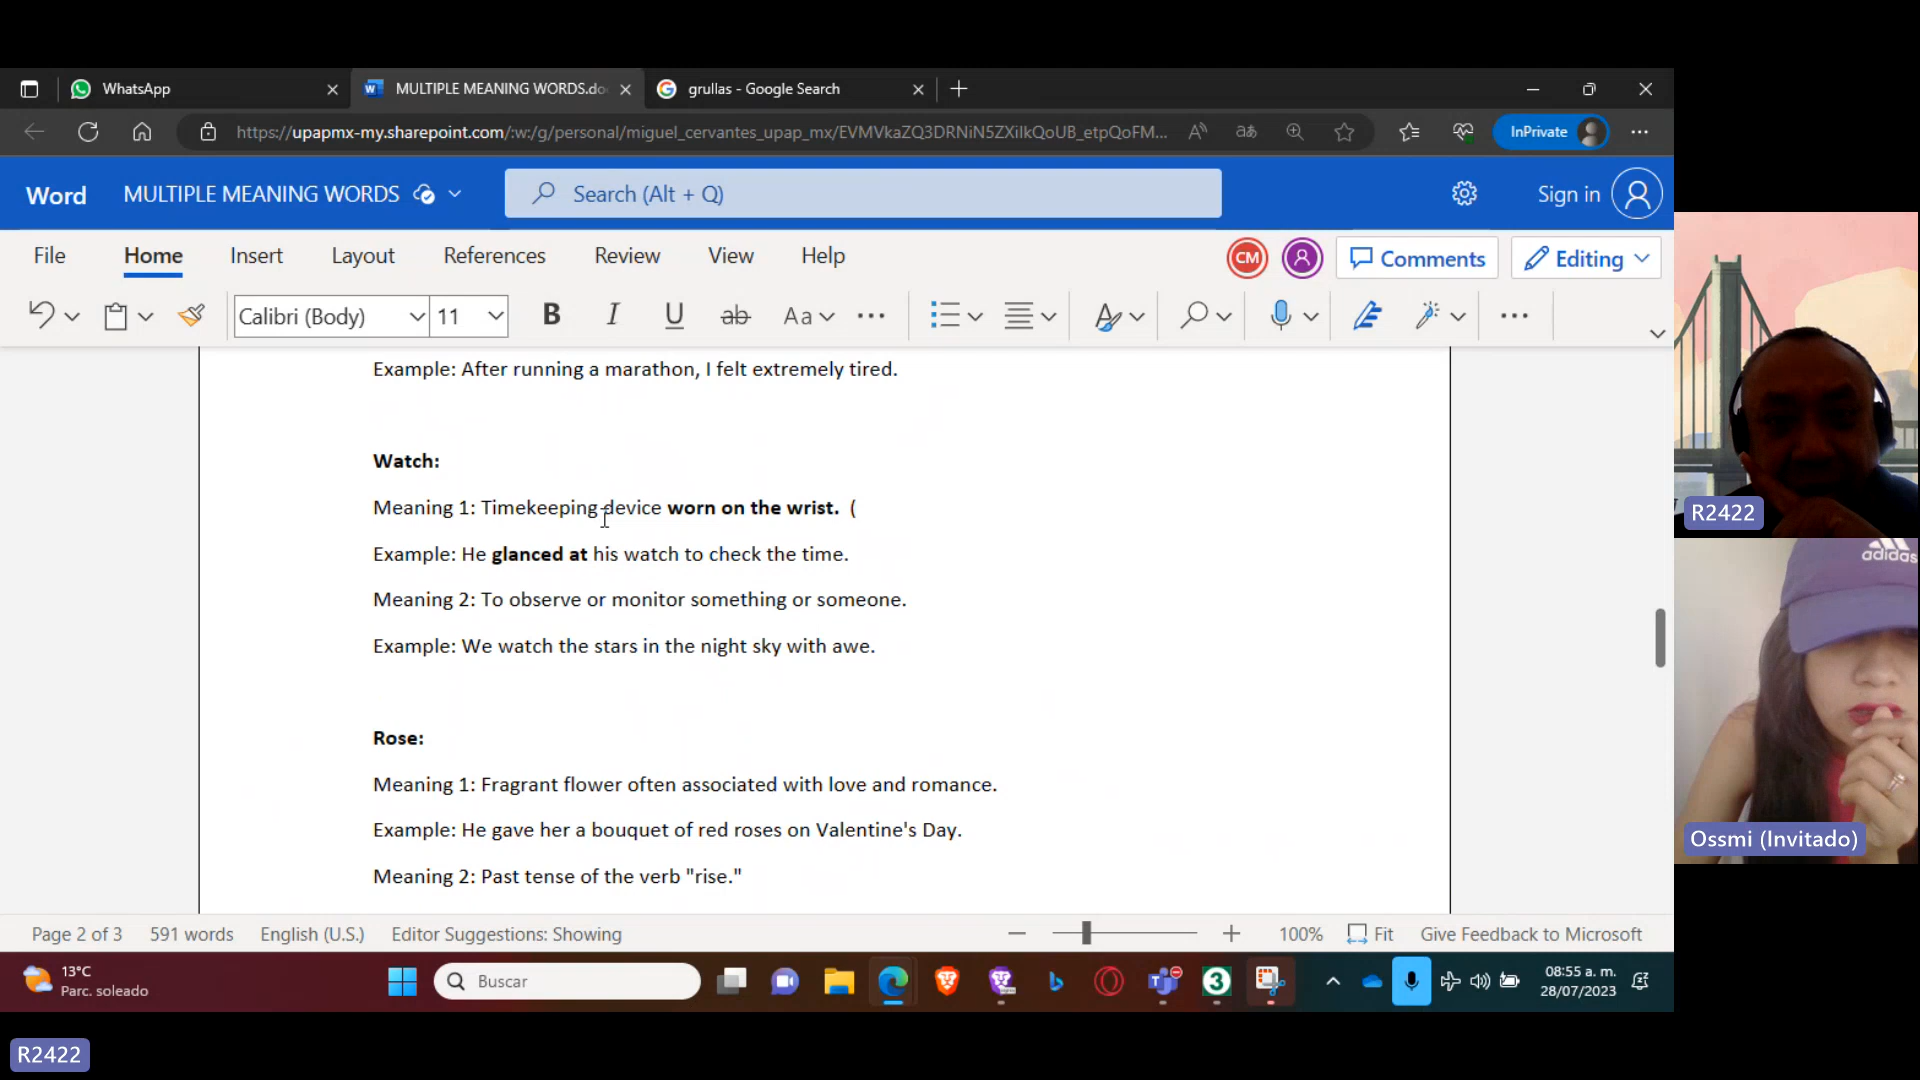 WhatsApp
MULTIPLE MEANING WORDS.do
grullas - Google Search
https://upapmx-my.sharepoint.com/:w:/g/personal/miguel_cervantes_upap_mx/EVMVkaZQ3DRNiN5ZXiIkQoUB_etpQoFM...
InPrivate
Word
MULTIPLE MEANING WORDS
Search (Alt + Q)
Sign in
File Home Insert Layout References Review View Help
CM
Comments
Editing
Calibri (Body) 11 B I U ab Aa
Example: After running a marathon, I felt extremely tired.
Watch:
Meaning 1: Timekeeping device worn on the wrist. (
Example: He glanced at his watch to check the time.
Meaning 2: To observe or monitor something or someone.
Example: We watch the stars in the night sky with awe.
Rose:
Meaning 1: Fragrant flower often associated with love and romance.
Example: He gave her a bouquet of red roses on Valentine's Day.
Meaning 2: Past tense of the verb "rise."
Page 2 of 3 591 words English (U.S.) Editor Suggestions: Showing 100% Fit Give Feedback to Microsoft
13°C
Parc. soleado
Buscar
3
08:55 a. m.
28/07/2023
R2422
adidas
Ossmi (Invitado)
R2422